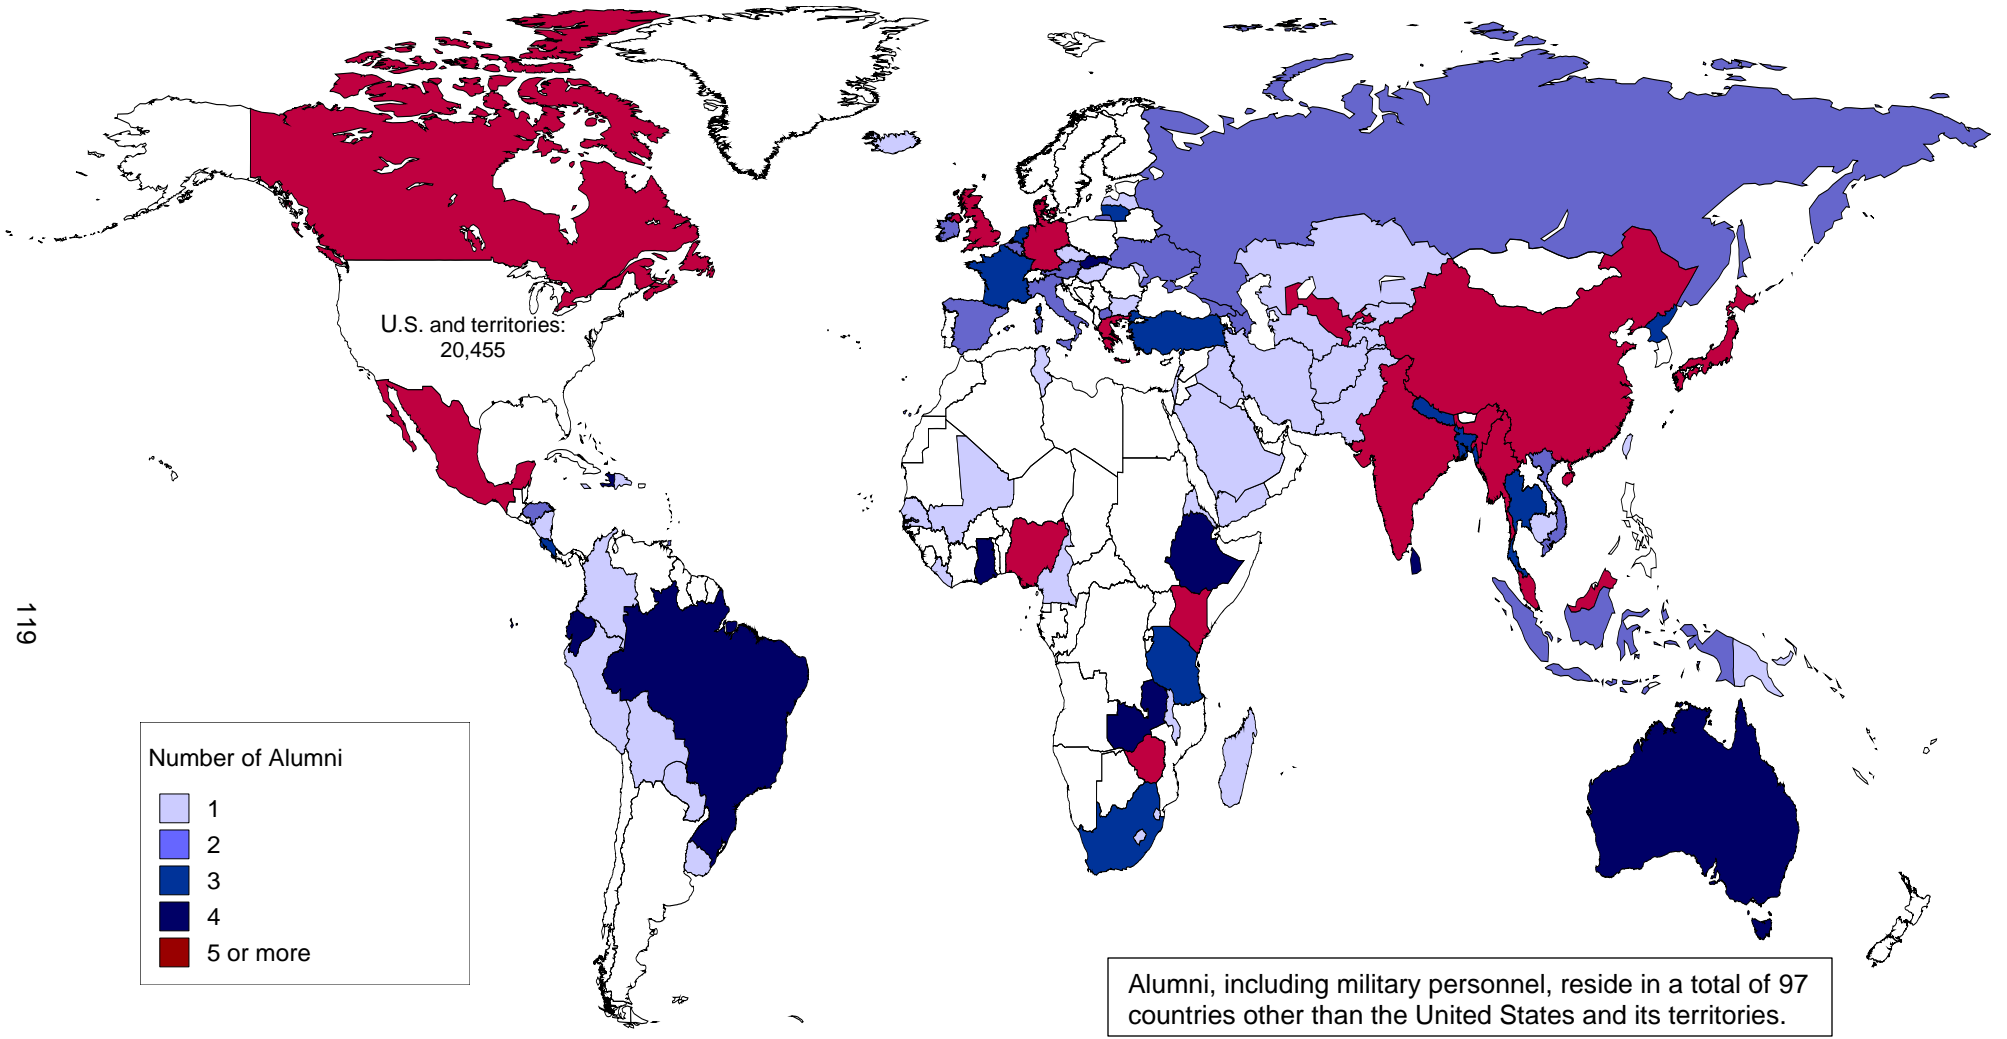 U.S. and territories:
20,455
119
Number of Alumni
1
2
3
4
5 or more
Alumni, including military personnel, reside in a total of 97
countries other than the United States and its territories.